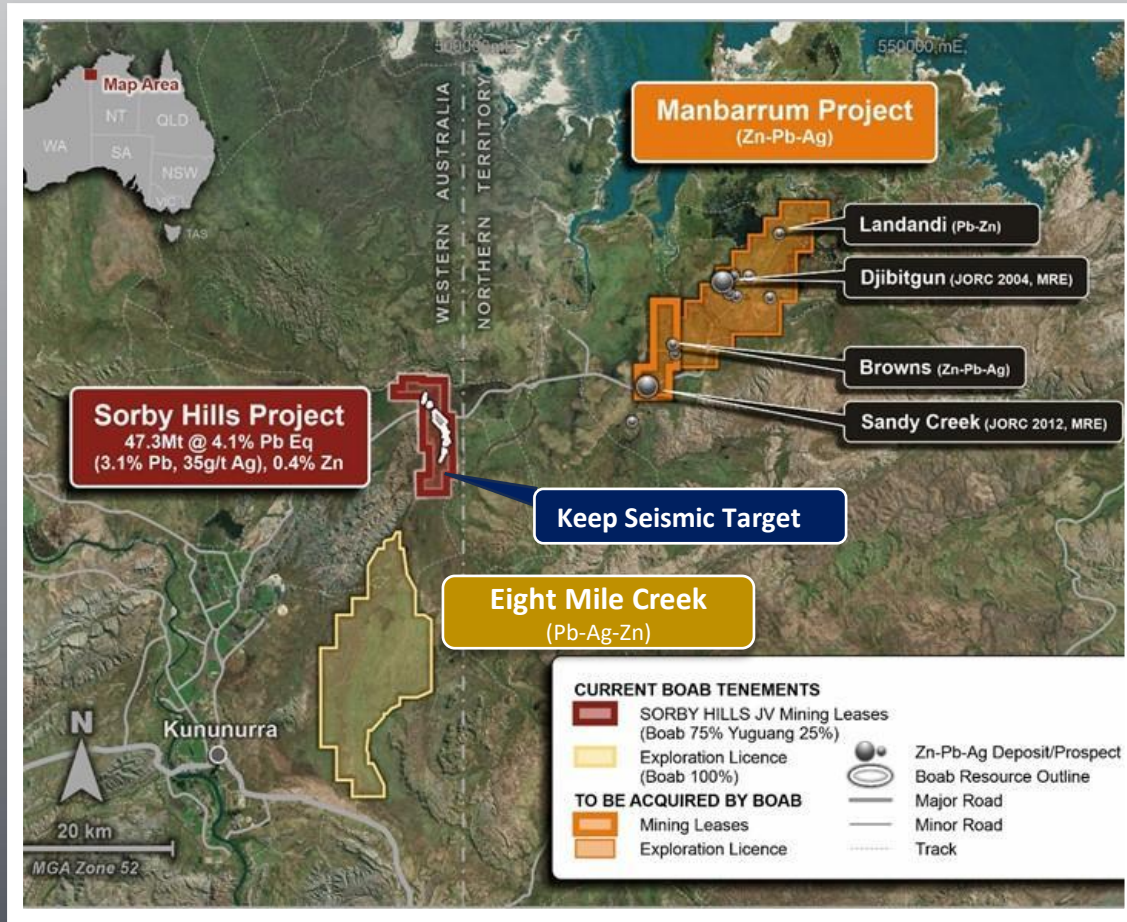 500000mE
550000 mE
Map Area
NT
QLD
WA
SA
NSW
VIC
TAS
WESTERN AUSTRALIA
NORTHERN TERRITORY
Manbarrum Project
(Zn-Pb-Ag)
Landandi (Pb-Zn)
Djibitgun (JORC 2004, MRE)
Browns (Zn-Pb-Ag)
Sandy Creek (JORC 2012, MRE)
Sorby Hills Project
47.3Mt @ 4.1% Pb Eq
(3.1% Pb, 35g/t Ag), 0.4% Zn
Keep Seismic Target
Eight Mile Creek
(Pb-Ag-Zn)
Kununurra
N
20 km
MGA Zone 52
CURRENT BOAB TENEMENTS
SORBY HILLS JV Mining Leases
(Boab 75% Yuguang 25%)
Exploration Licence
(Boab 100%)
TO BE ACQUIRED BY BOAB
Mining Leases
Exploration Licence
Zn-Pb-Ag Deposit/Prospect
Boab Resource Outline
Major Road
Minor Road
Track